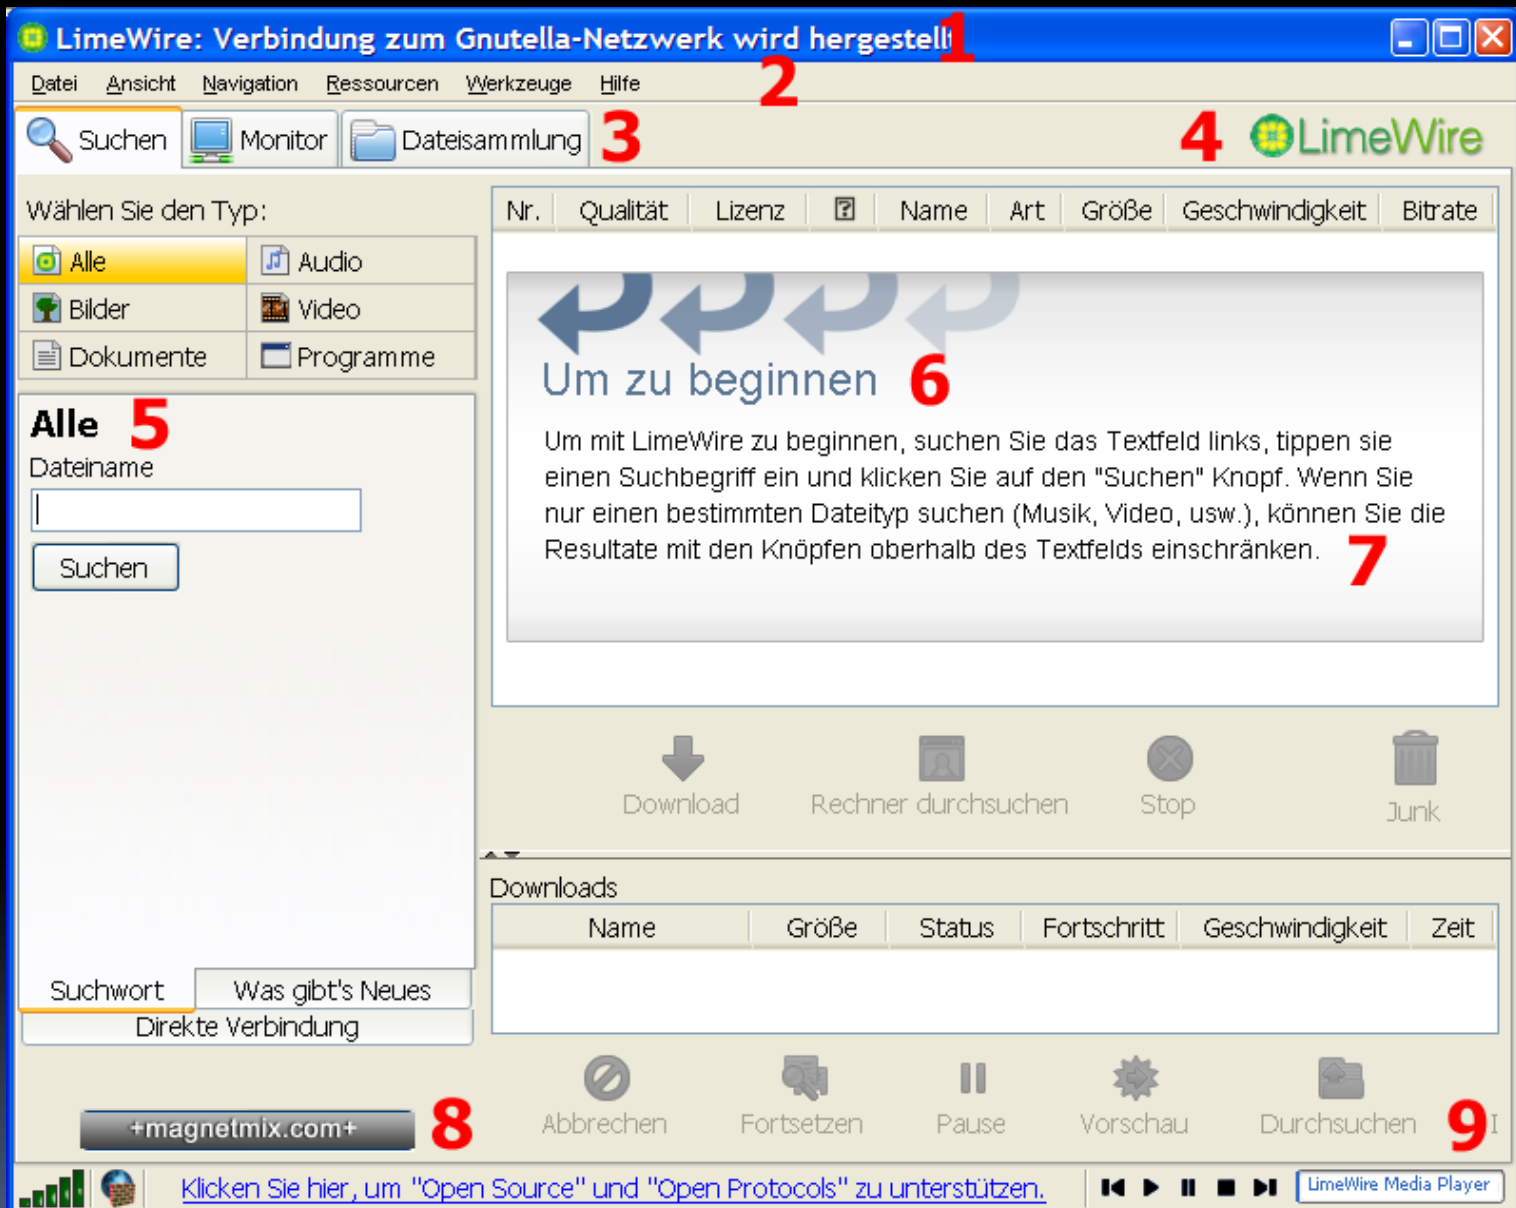 LimeWire: Verbindung zum Gnutella-Netzwerk wird hergestellt 1
Datei Ansicht Navigation Ressourcen Werkzeuge Hilfe 2
Suchen Monitor Dateisammlung 3 4 LimeWire
Wählen Sie den Typ:
Alle Audio
Bilder Video
Dokumente Programme
Alle 5
Dateiname
Suchen
Suchwort Was gibt's Neues
Direkte Verbindung
+magnetmix.com+ 8
Nr. Qualität Lizenz ? Name Art Größe Geschwindigkeit Bitrate
Um zu beginnen 6
Um mit LimeWire zu beginnen, suchen Sie das Textfeld links, tippen sie
einen Suchbegriff ein und klicken Sie auf den "Suchen" Knopf. Wenn Sie
nur einen bestimmten Dateityp suchen (Musik, Video, usw.), können Sie die
Resultate mit den Knöpfen oberhalb des Textfelds einschränken. 7
Download Rechner durchsuchen Stop Junk
Downloads
Name Größe Status Fortschritt Geschwindigkeit Zeit
Abbrechen Fortsetzen Pause Vorschau Durchsuchen 9
Klicken Sie hier, um "Open Source" und "Open Protocols" zu unterstützen. LimeWire Media Player